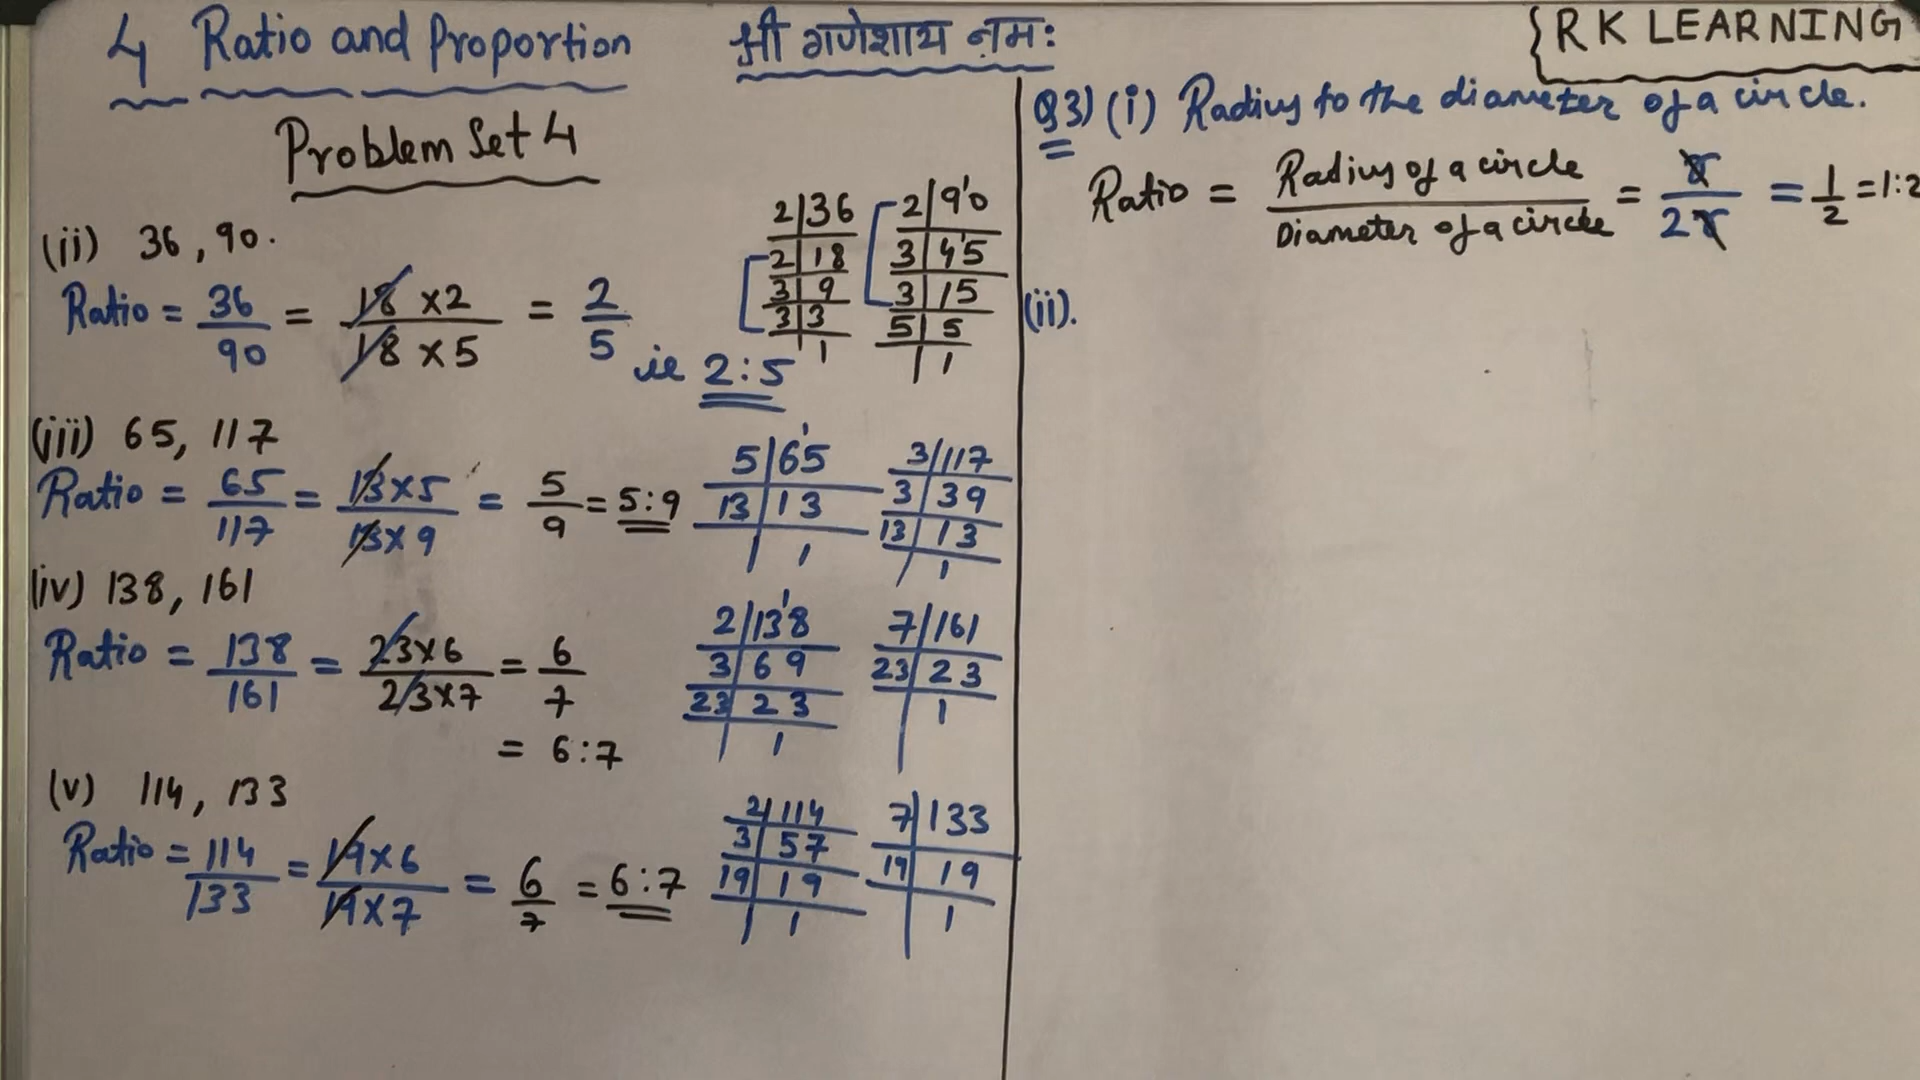 4 Ratio and Proportion श्री गणेशाय नमः
{RK LEARNING
Problem Set 4
(ii) 36, 90.
Ratio = 36/90 = 18 × 2 / 18 × 5 = 2/5
ie 2:5
2|36
2|18
3|9
3|3
|1
2|90
3|45
3|15
5|5
|1
(iii) 65, 117
Ratio = 65/117 = 13×5 / 13×9 = 5/9 = 5:9
5|65
13|13
|1
3|117
3|39
13|13
|1
(iv) 138, 161
Ratio = 138/161 = 23×6 / 23×7 = 6/7
= 6:7
2|138
3|69
23|23
|1
7|161
23|23
|1
(v) 114, 133
Ratio = 114/133 = 19×6 / 19×7 = 6/7 = 6:7
2|114
3|57
19|19
|1
7|133
19|19
|1
Q3) (i) Radius to the diameter of a circle.
Ratio = Radius of a circle / Diameter of a circle = r/2r = 1/2 = 1:2
(ii).